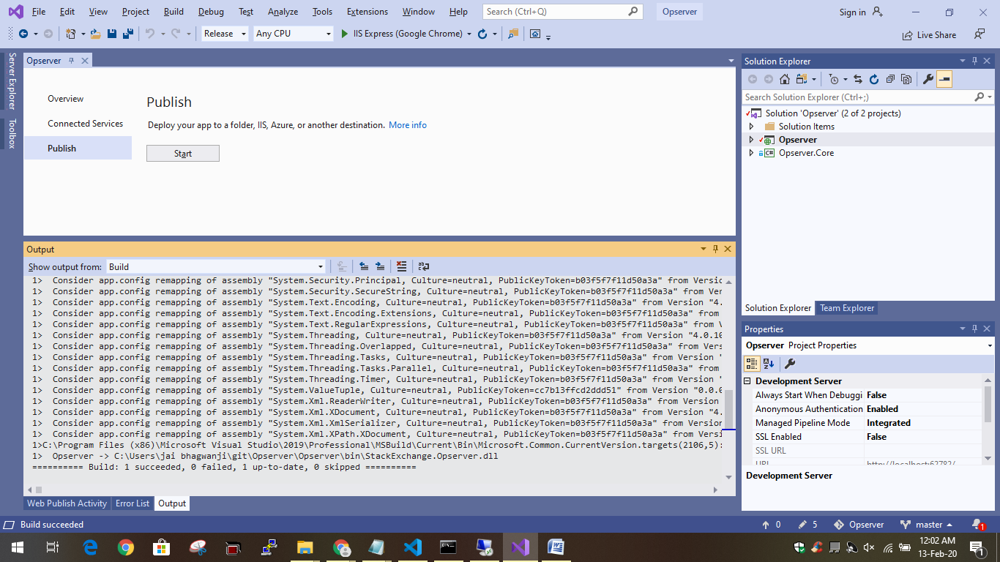 File Edit View Project Build Debug Test Analyze Tools Extensions Window Help Search (Ctrl+Q) Opserver Sign in
Release Any CPU IIS Express (Google Chrome) Live Share
Server Explorer
Toolbox
Opserver
Overview
Connected Services
Publish
Publish
Deploy your app to a folder, IIS, Azure, or another destination. More info
Start
Output
Show output from: Build
1> Consider app.config remapping of assembly "System.Security.Principal, Culture=neutral, PublicKeyToken=b03f5f7f11d50a3a" from Versio
1> Consider app.config remapping of assembly "System.Security.SecureString, Culture=neutral, PublicKeyToken=b03f5f7f11d50a3a" from Ver
1> Consider app.config remapping of assembly "System.Text.Encoding, Culture=neutral, PublicKeyToken=b03f5f7f11d50a3a" from Version "4.
1> Consider app.config remapping of assembly "System.Text.Encoding.Extensions, Culture=neutral, PublicKeyToken=b03f5f7f11d50a3a" from
1> Consider app.config remapping of assembly "System.Text.RegularExpressions, Culture=neutral, PublicKeyToken=b03f5f7f11d50a3a" from V
1> Consider app.config remapping of assembly "System.Threading, Culture=neutral, PublicKeyToken=b03f5f7f11d50a3a" from Version "4.0.10
1> Consider app.config remapping of assembly "System.Threading.Overlapped, Culture=neutral, PublicKeyToken=b03f5f7f11d50a3a" from Vers
1> Consider app.config remapping of assembly "System.Threading.Tasks, Culture=neutral, PublicKeyToken=b03f5f7f11d50a3a" from Version "
1> Consider app.config remapping of assembly "System.Threading.Tasks.Parallel, Culture=neutral, PublicKeyToken=b03f5f7f11d50a3a" from
1> Consider app.config remapping of assembly "System.Threading.Timer, Culture=neutral, PublicKeyToken=b03f5f7f11d50a3a" from Version "
1> Consider app.config remapping of assembly "System.ValueTuple, Culture=neutral, PublicKeyToken=cc7b13ffcd2ddd51" from Version "0.0.0
1> Consider app.config remapping of assembly "System.Xml.ReaderWriter, Culture=neutral, PublicKeyToken=b03f5f7f11d50a3a" from Version
1> Consider app.config remapping of assembly "System.Xml.XDocument, Culture=neutral, PublicKeyToken=b03f5f7f11d50a3a" from Version "4.
1> Consider app.config remapping of assembly "System.Xml.XmlSerializer, Culture=neutral, PublicKeyToken=b03f5f7f11d50a3a" from Version
1> Consider app.config remapping of assembly "System.Xml.XPath.XDocument, Culture=neutral, PublicKeyToken=b03f5f7f11d50a3a" from Versi
1>C:\Program Files (x86)\Microsoft Visual Studio\2019\Professional\MSBuild\Current\Bin\Microsoft.Common.CurrentVersion.targets(2106,5):
1> Opserver -> C:\Users\jai bhagwanji\git\Opserver\Opserver\bin\StackExchange.Opserver.dll
========== Build: 1 succeeded, 0 failed, 1 up-to-date, 0 skipped ==========
Web Publish Activity Error List Output
Solution Explorer
Search Solution Explorer (Ctrl+;)
Solution 'Opserver' (2 of 2 projects)
Solution Items
Opserver
C# Opserver.Core
Solution Explorer Team Explorer
Properties
Opserver Project Properties
Development Server
Always Start When Debuggi False
Anonymous Authentication Enabled
Managed Pipeline Mode Integrated
SSL Enabled False
SSL URL
URL http://localhost:62782/
Development Server
Build succeeded 0 5 Opserver master 1
12:02 AM
13-Feb-20
1